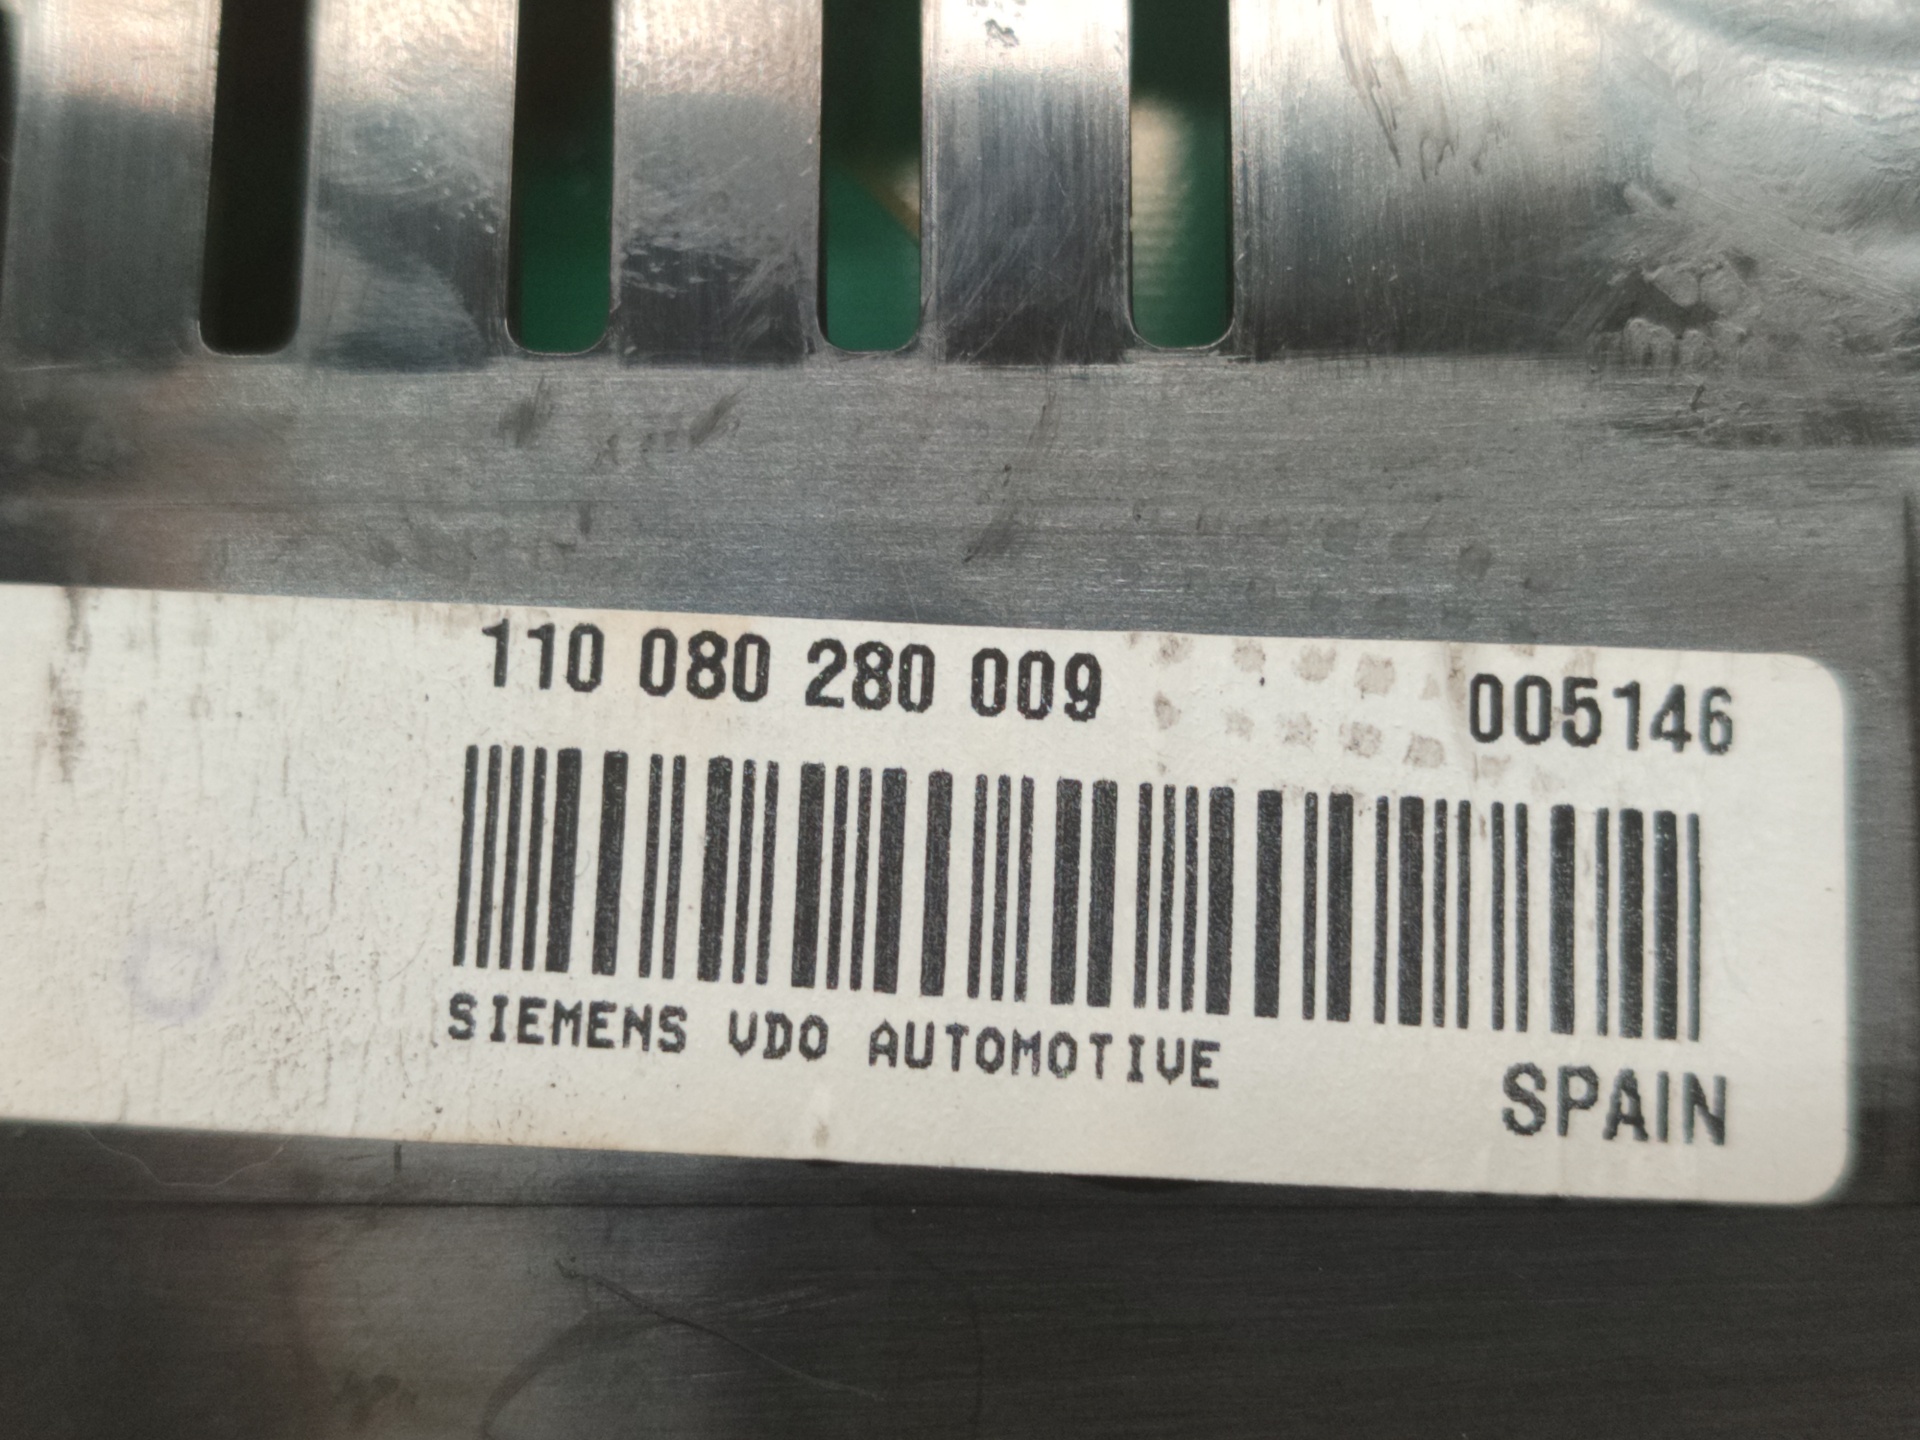 110 080 280 009 005146
SIEMENS VDO AUTOMOTIVE
SPAIN